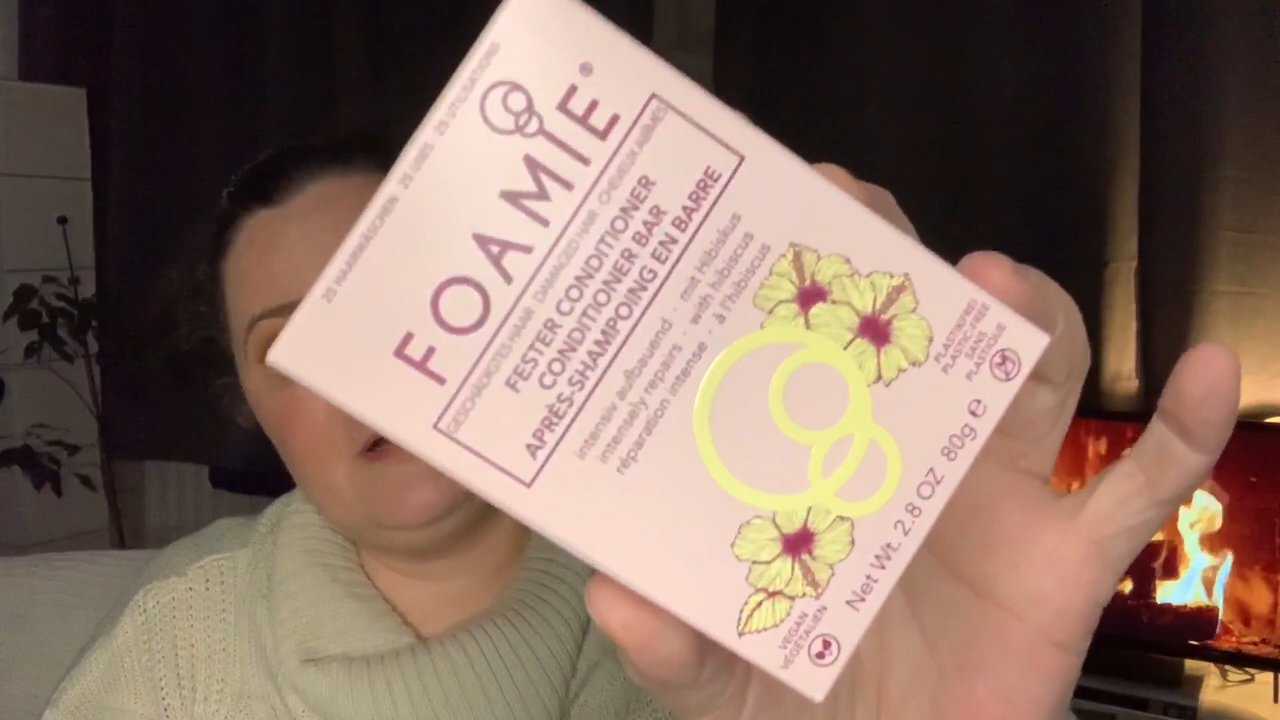 25 HAARWÄSCHEN 25 USES 25 UTILISATIONS
FOAMIE®
GESCHÄDIGTES HAAR DAMAGED HAIR CHEVEUX ABÎMÉS
FESTER CONDITIONER
CONDITIONER BAR
APRÈS-SHAMPOING EN BARRE
intensiv aufbauend · mit Hibiskus
intensely repairs · with hibiscus
réparation intense · à l'hibiscus
PLASTIKFREI
PLASTIC-FREE
SANS
PLASTIQUE
VEGAN
VÉGÉTALIEN
Net Wt. 2.8 OZ 80g e